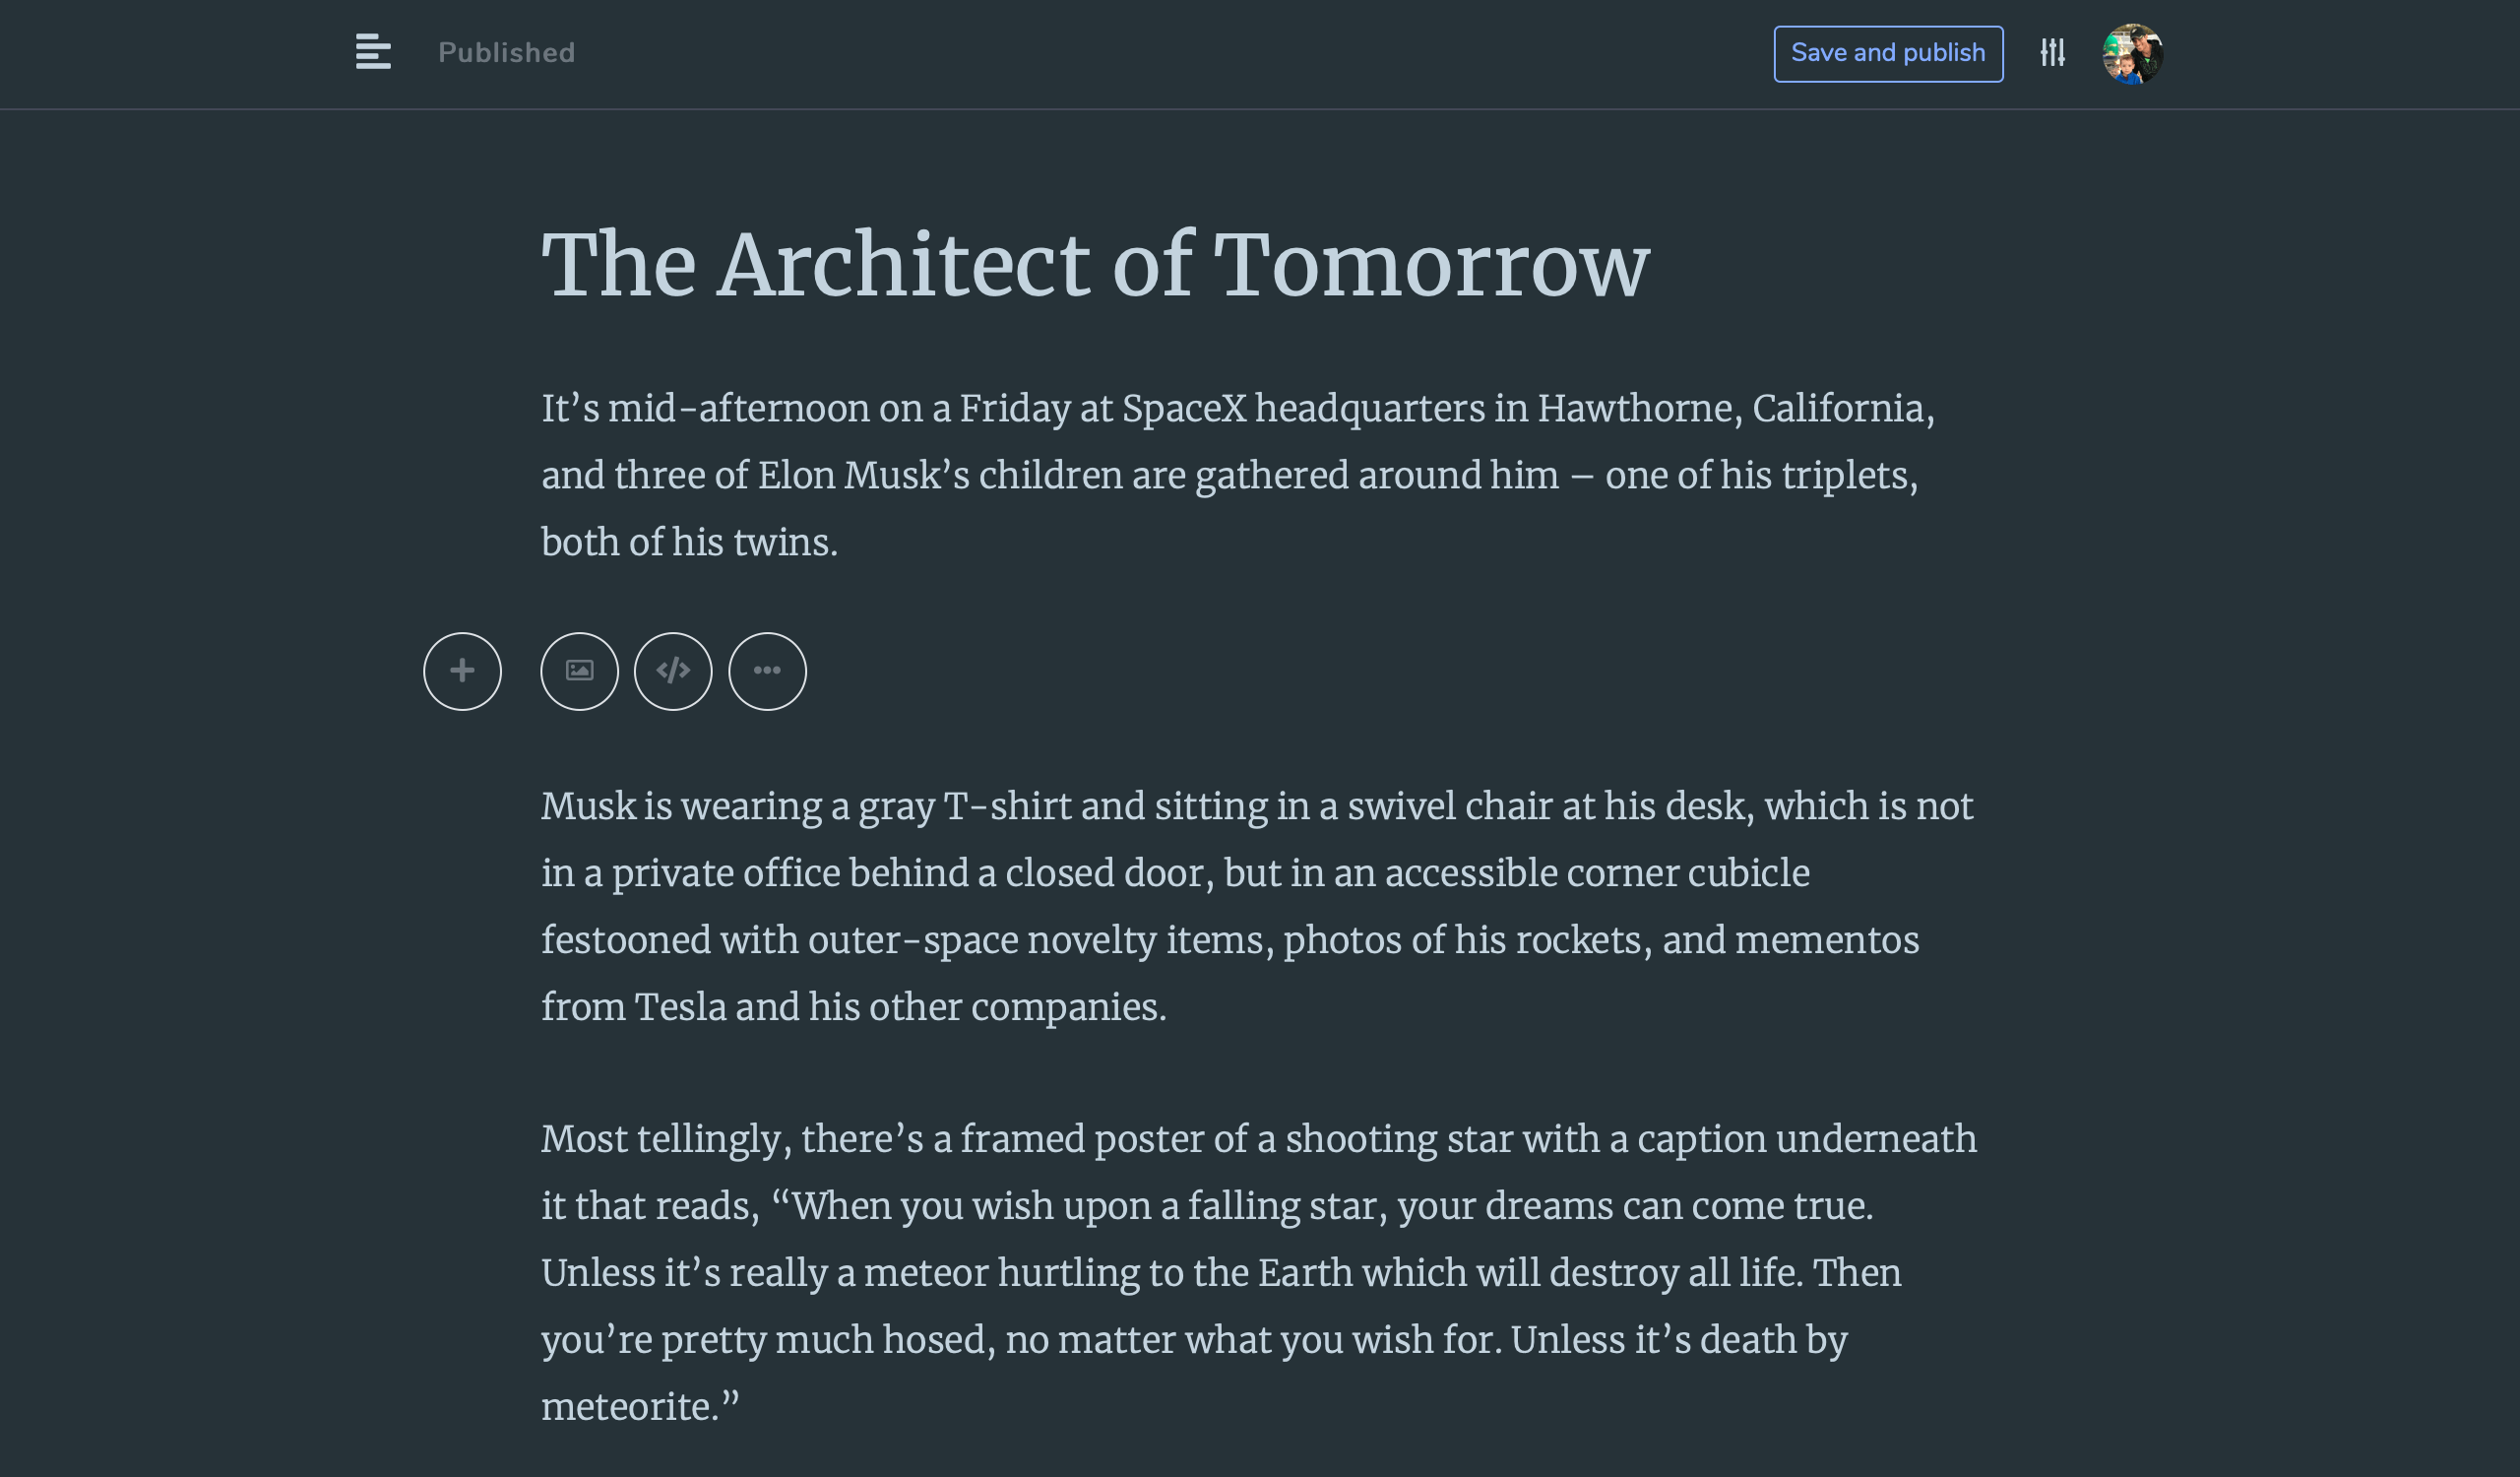 Published
Save and publish
The Architect of Tomorrow
It’s mid-afternoon on a Friday at SpaceX headquarters in Hawthorne, California,
and three of Elon Musk’s children are gathered around him – one of his triplets,
both of his twins.
Musk is wearing a gray T-shirt and sitting in a swivel chair at his desk, which is not
in a private office behind a closed door, but in an accessible corner cubicle
festooned with outer-space novelty items, photos of his rockets, and mementos
from Tesla and his other companies.
Most tellingly, there’s a framed poster of a shooting star with a caption underneath
it that reads, “When you wish upon a falling star, your dreams can come true.
Unless it’s really a meteor hurtling to the Earth which will destroy all life. Then
you’re pretty much hosed, no matter what you wish for. Unless it’s death by
meteorite.”